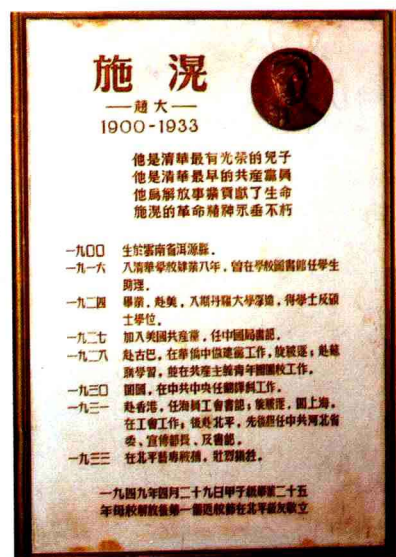 施滉
——趙大——
1900-1933
他是清華最有光榮的兒子
他是清華最早的共產黨員
他爲解放事業貢獻了生命
施滉的革命精神永垂不朽
一九〇〇 生於雲南省洱源縣．
一九一六 入清華學校肄業八年，曾在學校圖書館任學生
助理．
一九二四 畢業，赴美，入斯丹福大學深造，得學士及碩
士學位．
一九二七 加入美國共產黨，任中國局書記．
一九二八 赴古巴，在華僑中做建黨工作，旋被逐；赴蘇
聯學習，並在共產主義青年團團校工作．
一九三〇 回國，在中共中央任翻譯科工作．
一九三一 赴香港，任海員工會書記；旋被逐，回上海，
在工會工作；後赴北平，先後任中共河北省
委、宣傳部長、及書記．
一九三三 在北平藝專被捕，壯烈犧牲．
一九四九年四月二十九日甲子級畢業二十五
年母校解放後第一個返校節在北平級友敬立